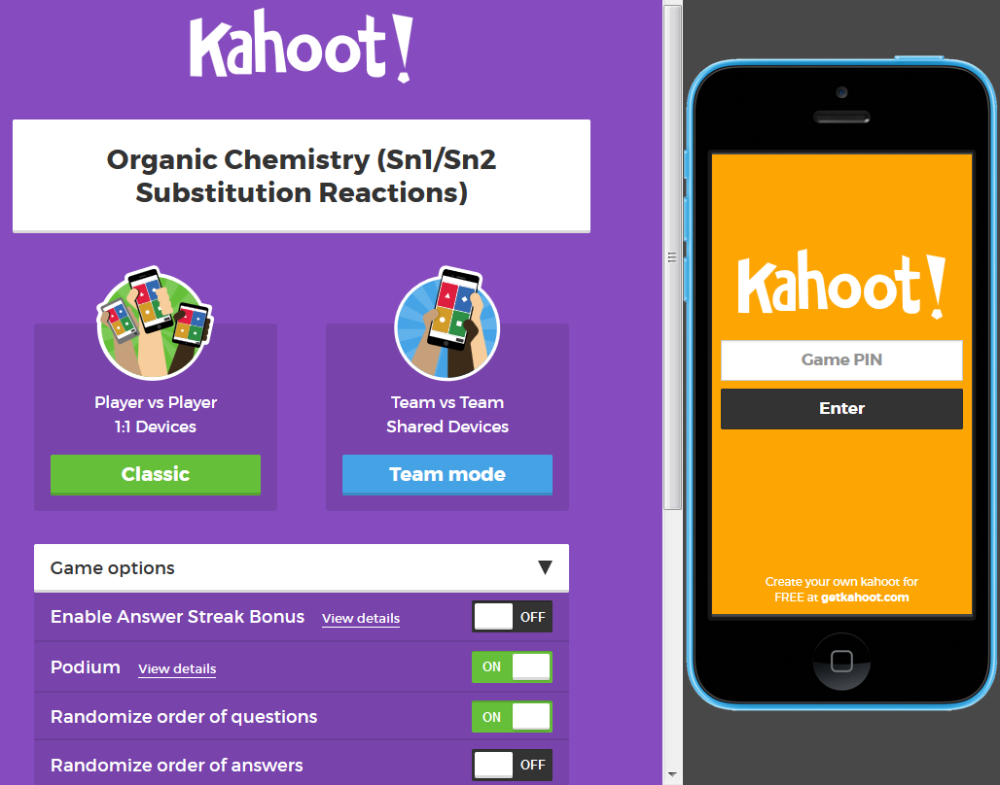 Kahoot!
Organic Chemistry (Sn1/Sn2
Substitution Reactions)
Player vs Player
1:1 Devices
Classic
Team vs Team
Shared Devices
Team mode
Game options
Enable Answer Streak Bonus View details OFF
Podium View details ON
Randomize order of questions ON
Randomize order of answers OFF
Kahoot!
Game PIN
Enter
Create your own kahoot for
FREE at getkahoot.com